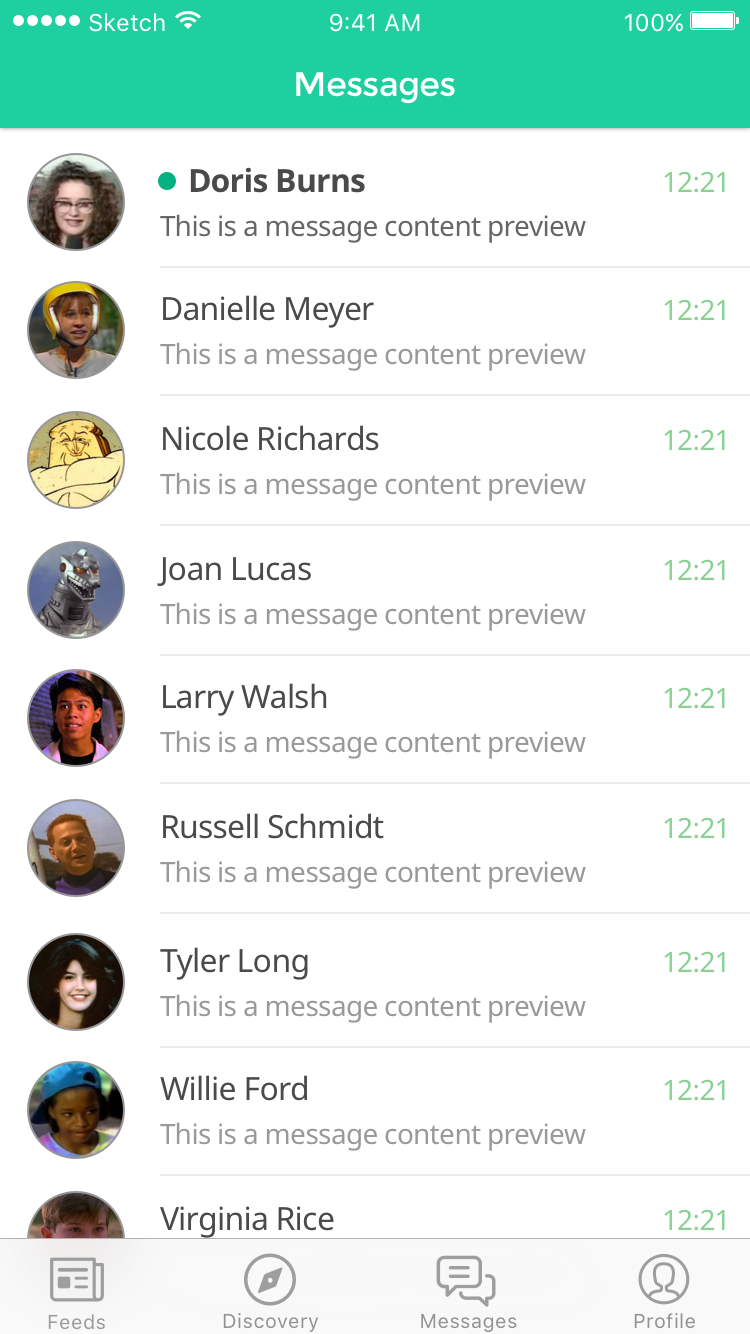 Sketch 9:41 AM 100%
Messages
Doris Burns 12:21
This is a message content preview
Danielle Meyer 12:21
This is a message content preview
Nicole Richards 12:21
This is a message content preview
Joan Lucas 12:21
This is a message content preview
Larry Walsh 12:21
This is a message content preview
Russell Schmidt 12:21
This is a message content preview
Tyler Long 12:21
This is a message content preview
Willie Ford 12:21
This is a message content preview
Virginia Rice 12:21
Feeds Discovery Messages Profile